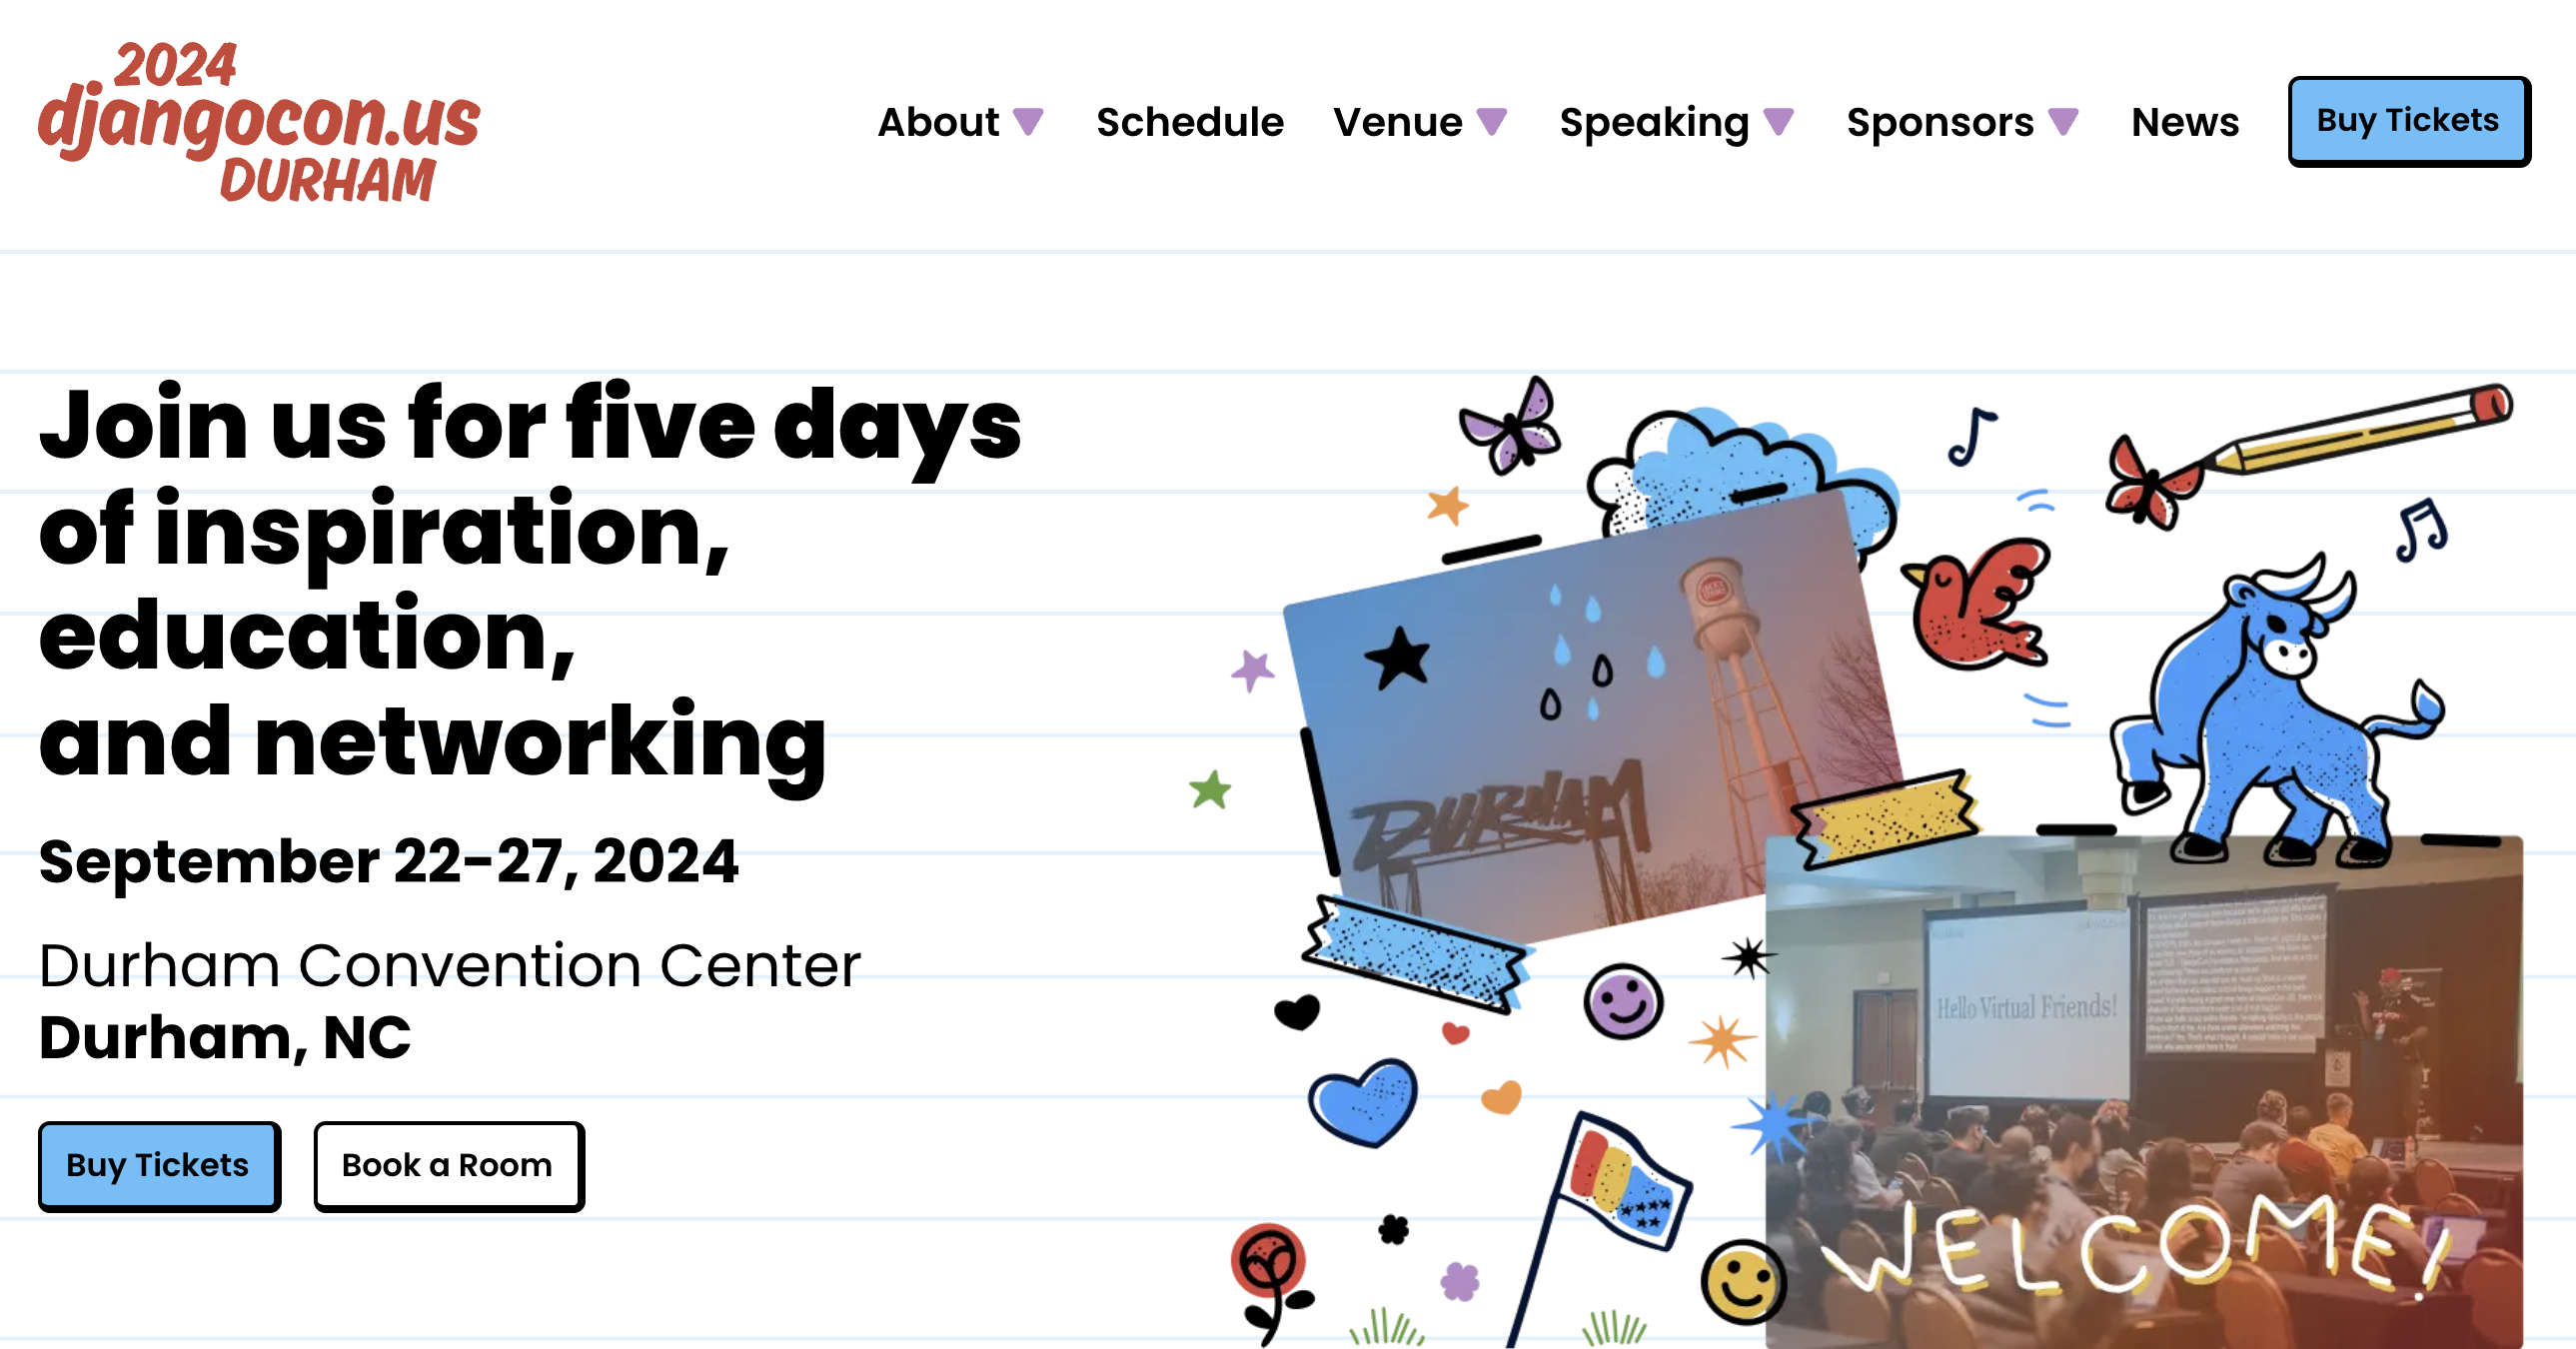 2024
djangocon.us
DURHAM
About
Schedule
Venue
Speaking
Sponsors
News
Buy Tickets
Join us for five days
of inspiration,
education,
and networking
September 22-27, 2024
Durham Convention Center
Durham, NC
Buy Tickets
Book a Room
DURHAM
Hello Virtual Friends!
WELCOME!